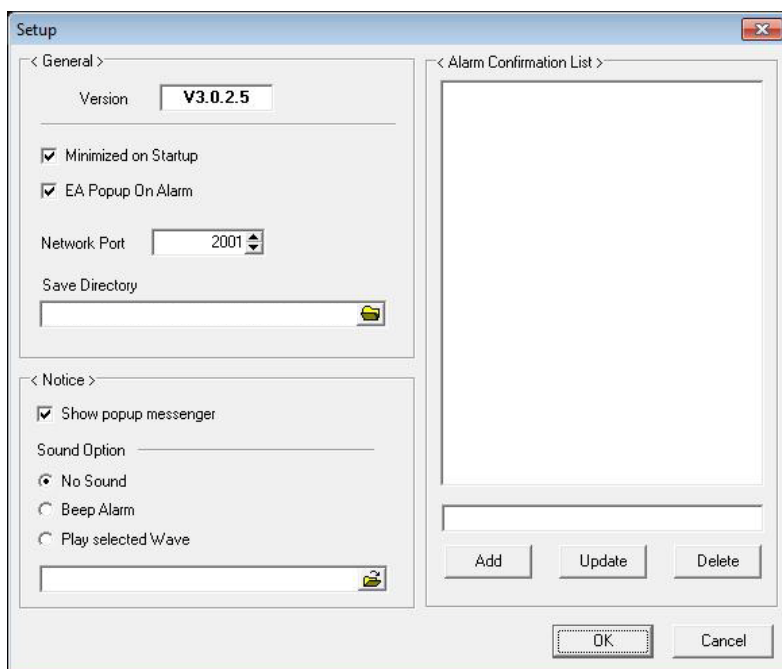 Setup
< General >
Version V3.0.2.5
Minimized on Startup
EA Popup On Alarm
Network Port 2001
Save Directory
< Notice >
Show popup messenger
Sound Option
No Sound
Beep Alarm
Play selected Wave
< Alarm Confirmation List >
Add Update Delete
OK Cancel